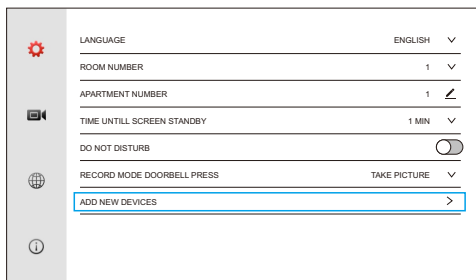 LANGUAGE ENGLISH
ROOM NUMBER 1
APARTMENT NUMBER 1
TIME UNTILL SCREEN STANDBY 1 MIN
DO NOT DISTURB
RECORD MODE DOORBELL PRESS TAKE PICTURE
ADD NEW DEVICES